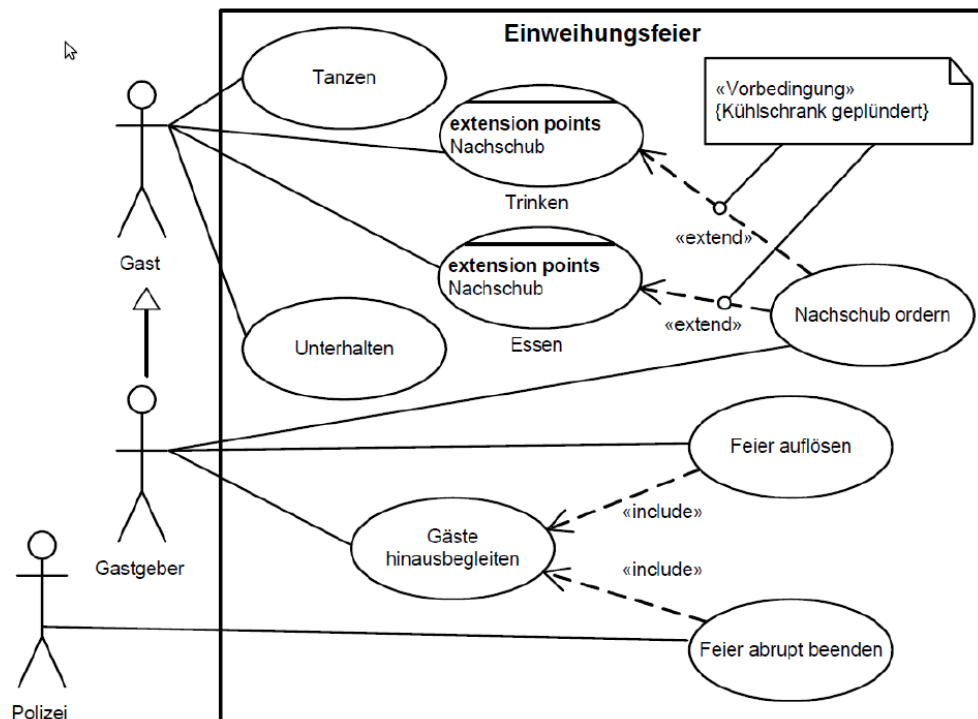 Einweihungsfeier
Tanzen
«Vorbedingung»
{Kühlschrank geplündert}
extension points
Nachschub
Trinken
«extend»
Gast
extension points
Nachschub
Essen
«extend»
Nachschub ordern
Unterhalten
Feier auflösen
«include»
Gäste
hinausbegleiten
Gastgeber
«include»
Feier abrupt beenden
Polizei